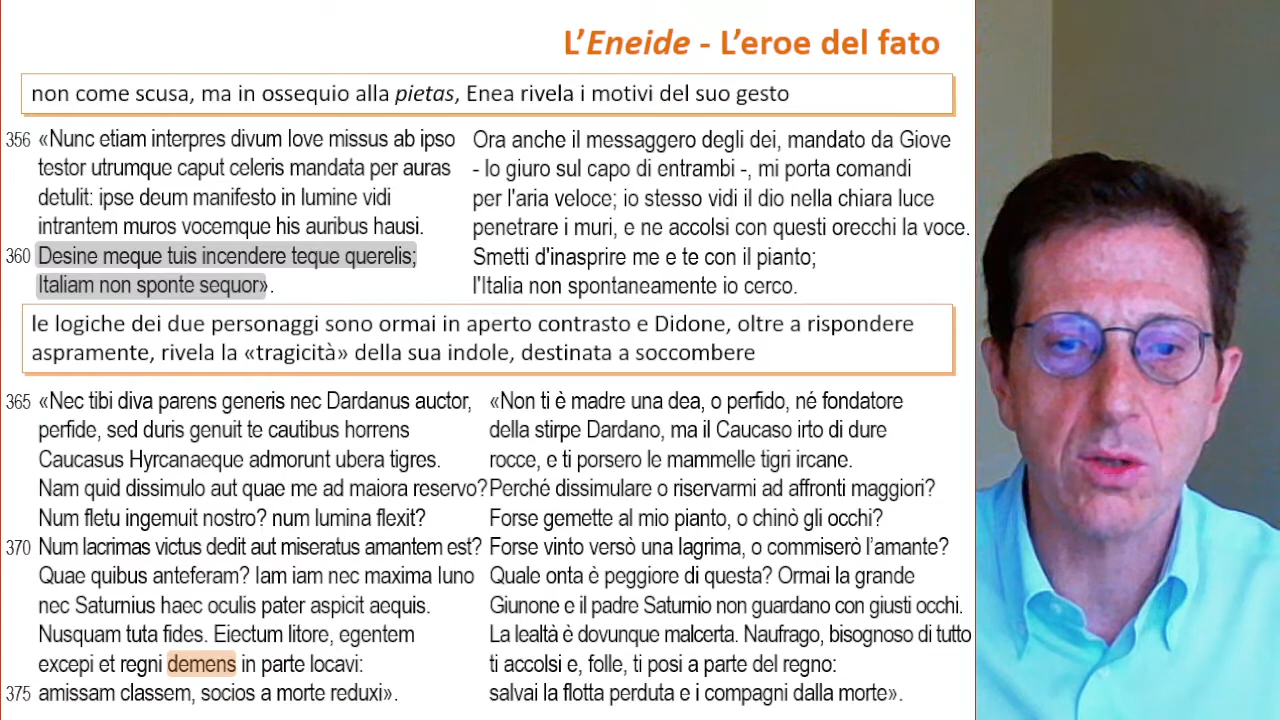 L'Eneide - L'eroe del fato
non come scusa, ma in ossequio alla pietas, Enea rivela i motivi del suo gesto
356 «Nunc etiam interpres divum Iove missus ab ipso
testor utrumque caput celeris mandata per auras
detulit: ipse deum manifesto in lumine vidi
intrantem muros vocemque his auribus hausi.
360 Desine meque tuis incendere teque querelis;
Italiam non sponte sequor».
Ora anche il messaggero degli dei, mandato da Giove
- lo giuro sul capo di entrambi -, mi porta comandi
per l'aria veloce; io stesso vidi il dio nella chiara luce
penetrare i muri, e ne accolsi con questi orecchi la voce.
Smetti d'inasprire me e te con il pianto;
l'Italia non spontaneamente io cerco.
le logiche dei due personaggi sono ormai in aperto contrasto e Didone, oltre a rispondere
aspramente, rivela la «tragicità» della sua indole, destinata a soccombere
365 «Nec tibi diva parens generis nec Dardanus auctor,
perfide, sed duris genuit te cautibus horrens
Caucasus Hyrcanaeque admorunt ubera tigres.
Nam quid dissimulo aut quae me ad maiora reservo?
Num fletu ingemuit nostro? num lumina flexit?
370 Num lacrimas victus dedit aut miseratus amantem est?
Quae quibus anteferam? Iam iam nec maxima Iuno
nec Saturnius haec oculis pater aspicit aequis.
Nusquam tuta fides. Eiectum litore, egentem
excepi et regni demens in parte locavi:
375 amissam classem, socios a morte reduxi».
«Non ti è madre una dea, o perfido, né fondatore
della stirpe Dardano, ma il Caucaso irto di dure
rocce, e ti porsero le mammelle tigri ircane.
Perché dissimulare o riservarmi ad affronti maggiori?
Forse gemette al mio pianto, o chinò gli occhi?
Forse vinto versò una lagrima, o commiserò l'amante?
Quale onta è peggiore di questa? Ormai la grande
Giunone e il padre Saturnio non guardano con giusti occhi.
La lealtà è dovunque malcerta. Naufrago, bisognoso di tutto
ti accolsi e, folle, ti posi a parte del regno:
salvai la flotta perduta e i compagni dalla morte».